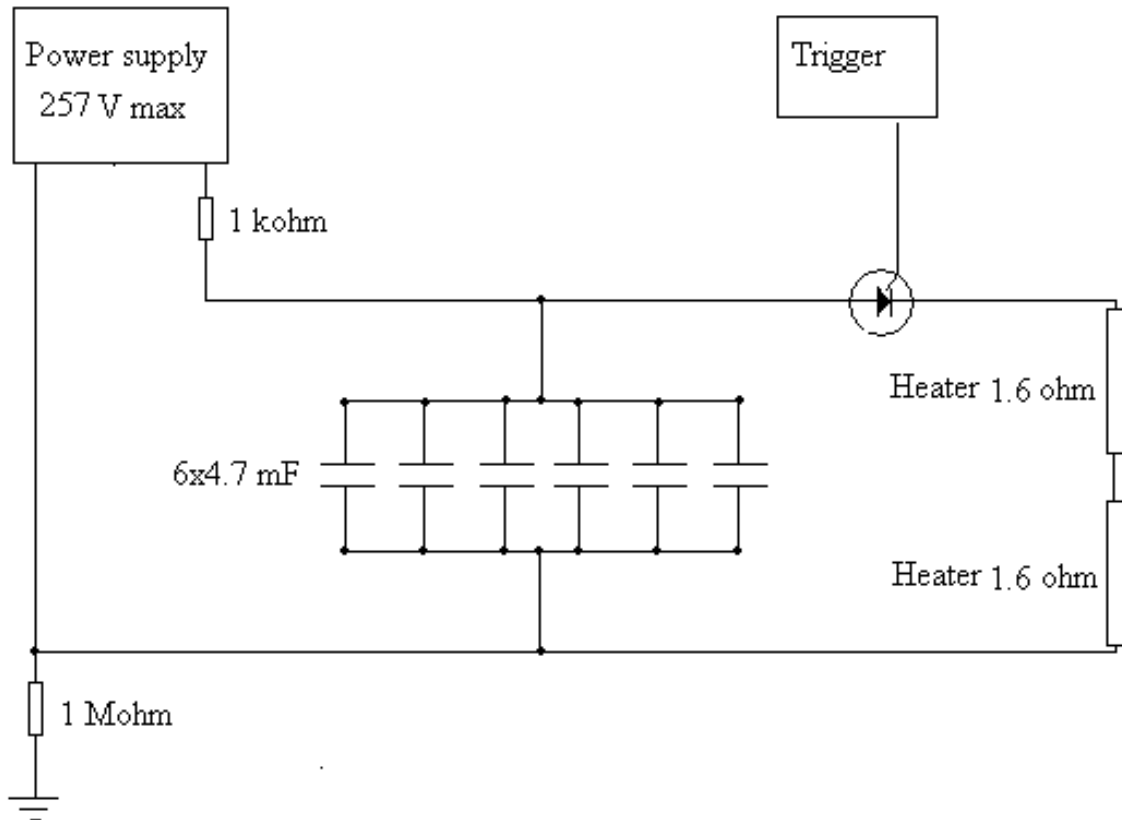 Power supply
257 V max
Trigger
1 kohm
Heater 1.6 ohm
6x4.7 mF
Heater 1.6 ohm
1 Mohm